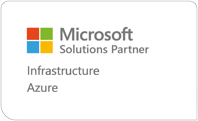 Microsoft
Solutions Partner
Infrastructure
Azure